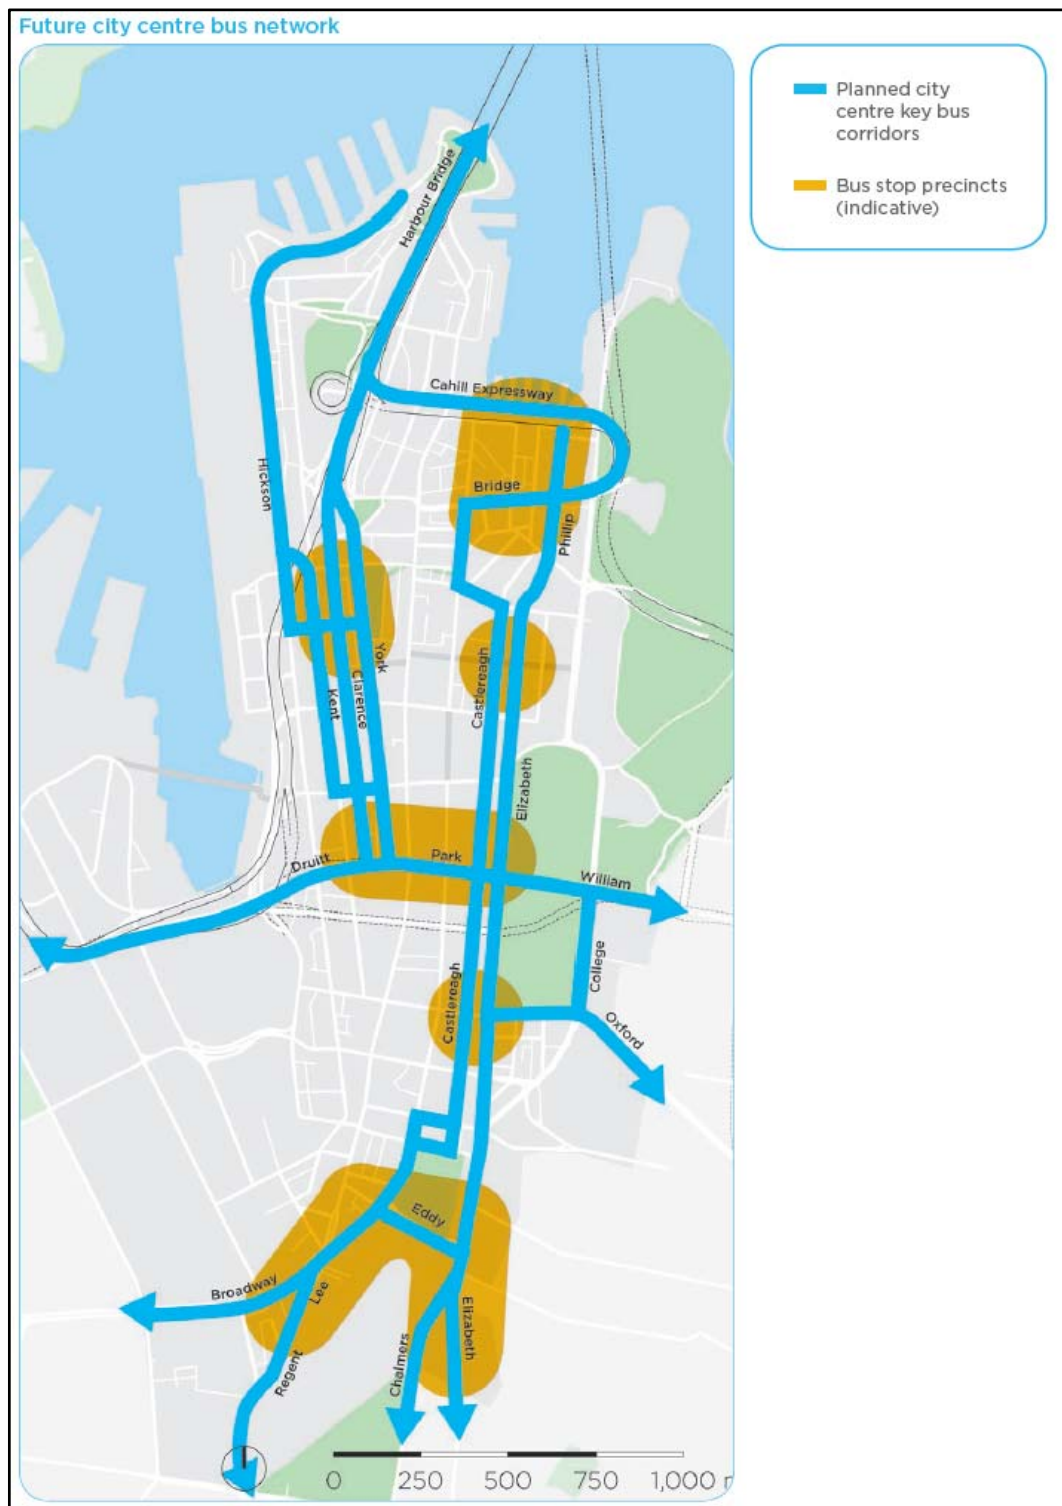 Future city centre bus network
Planned city
centre key bus
corridors
Bus stop precincts
(indicative)
Harbour Bridge
Cahill Expressway
Hickson
Bridge
Phillip
York
Castlereagh
Kent
Clarence
Elizabeth
Druitt
Park
William
College
Castlereagh
Oxford
Eddy
Broadway
Lee
Elizabeth
Chalmers
Regent
0 250 500 750 1,000